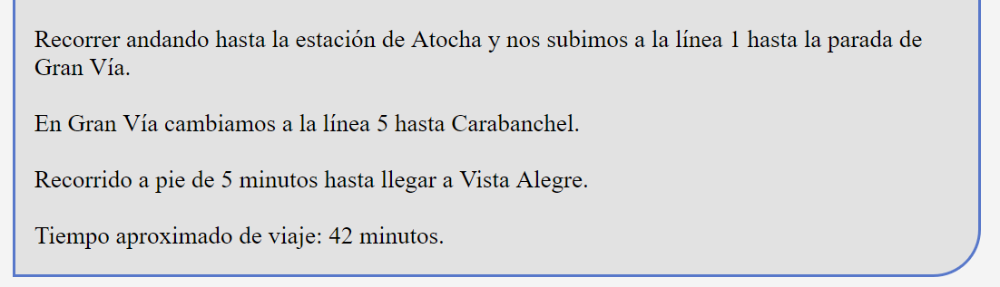 Recorrer andando hasta la estación de Atocha y nos subimos a la línea 1 hasta la parada de
Gran Vía.
En Gran Vía cambiamos a la línea 5 hasta Carabanchel.
Recorrido a pie de 5 minutos hasta llegar a Vista Alegre.
Tiempo aproximado de viaje: 42 minutos.